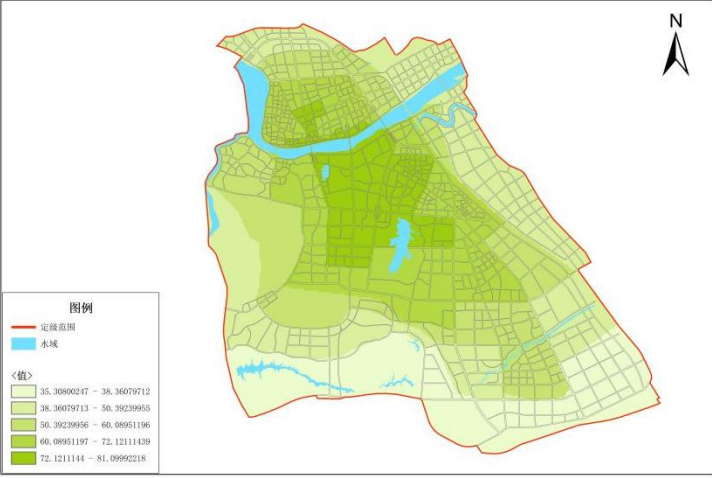 N
图例
定级范围
水域
<值>
35.30800247 - 38.36079712
38.36079713 - 50.39239955
50.39239956 - 60.08951196
60.08951197 - 72.12111439
72.1211144 - 81.09992218